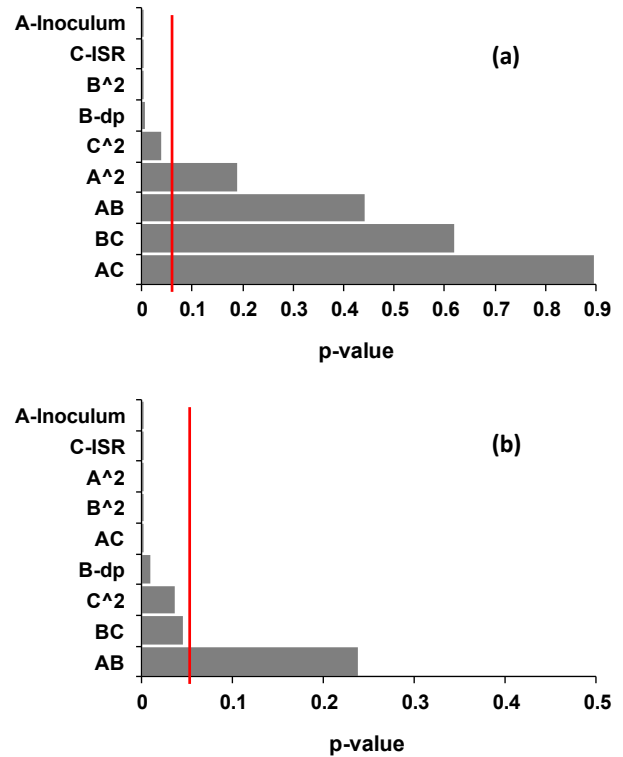 A-Inoculum
C-ISR
(a)
B^2
B-dp
C^2
A^2
AB
BC
AC
0 0.1 0.2 0.3 0.4 0.5 0.6 0.7 0.8 0.9
p-value
A-Inoculum
C-ISR
(b)
A^2
B^2
AC
B-dp
C^2
BC
AB
0 0.1 0.2 0.3 0.4 0.5
p-value